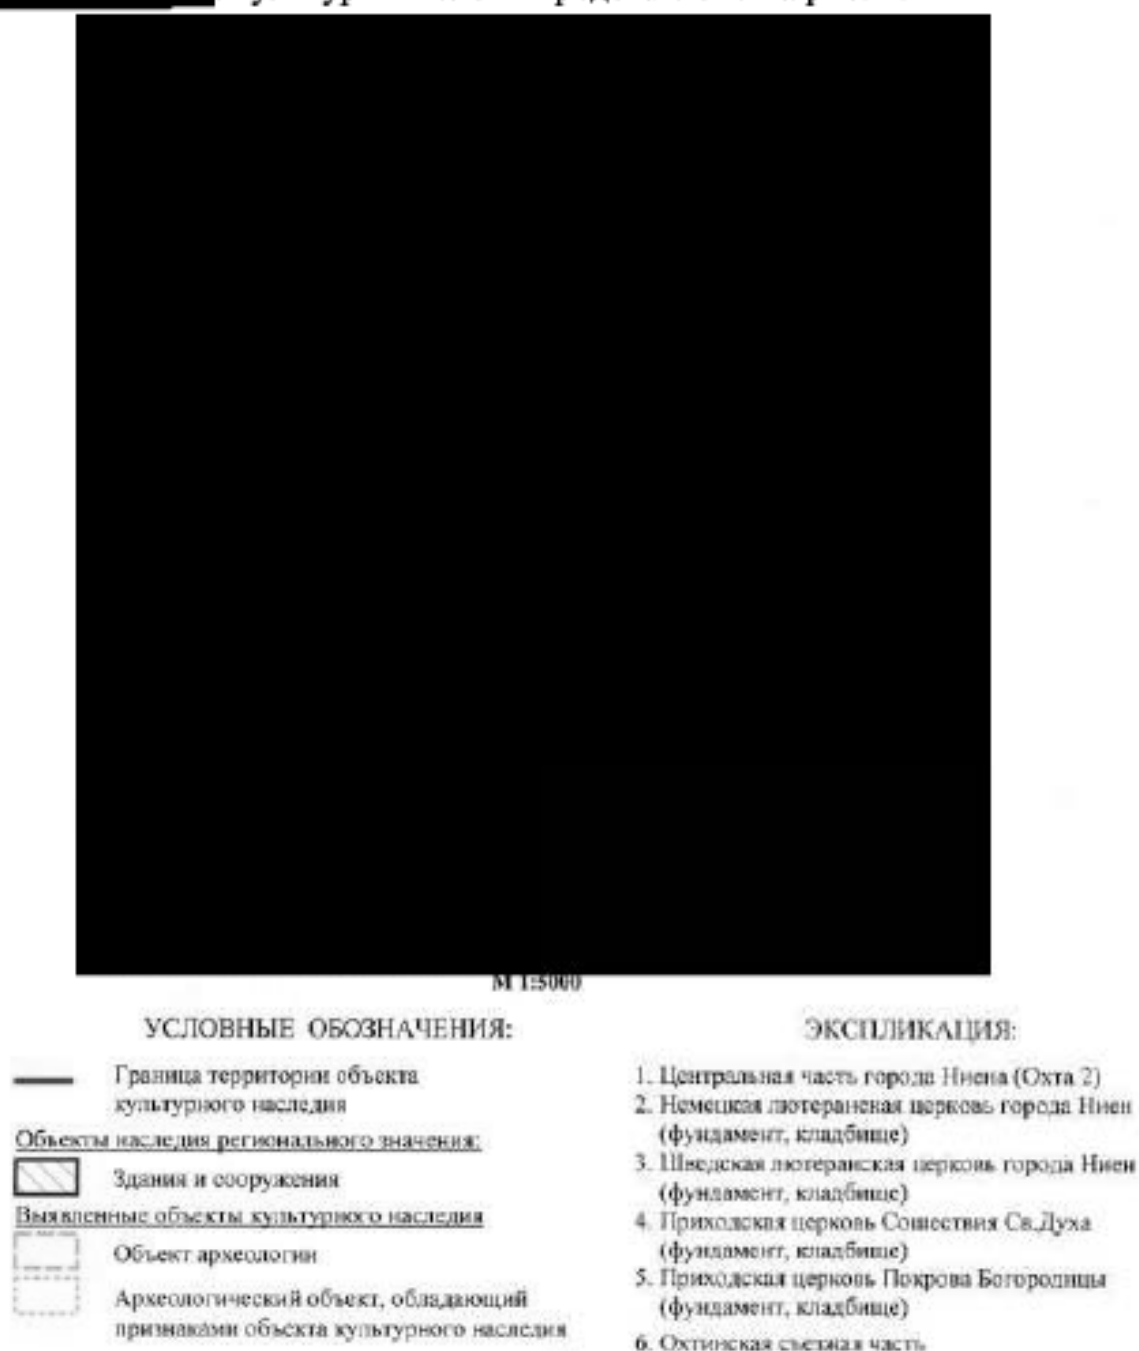 М 1:5000
УСЛОВНЫЕ ОБОЗНАЧЕНИЯ:
Граница территории объекта
культурного наследия
Объекты наследия регионального значения:
Здания и сооружения
Выявленные объекты культурного наследия
Объект археологии
Археологический объект, обладающий
признаками объекта культурного наследия
ЭКСПЛИКАЦИЯ:
1. Центральная часть города Ниена (Охта 2)
2. Немецкая лютеранская церковь города Ниен
(фундамент, кладбище)
3. Шведская лютеранская церковь города Ниен
(фундамент, кладбище)
4. Приходская церковь Сошествия Св.Духа
(фундамент, кладбище)
5. Приходская церковь Покрова Богородицы
(фундамент, кладбище)
6. Охтинская съезжая часть